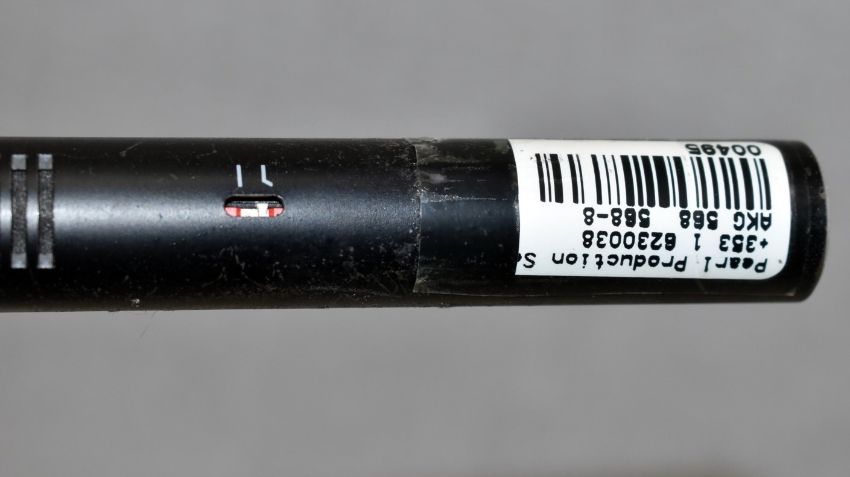 Pearl Production
+353 1 6230038
AKG 568 568-8
00495